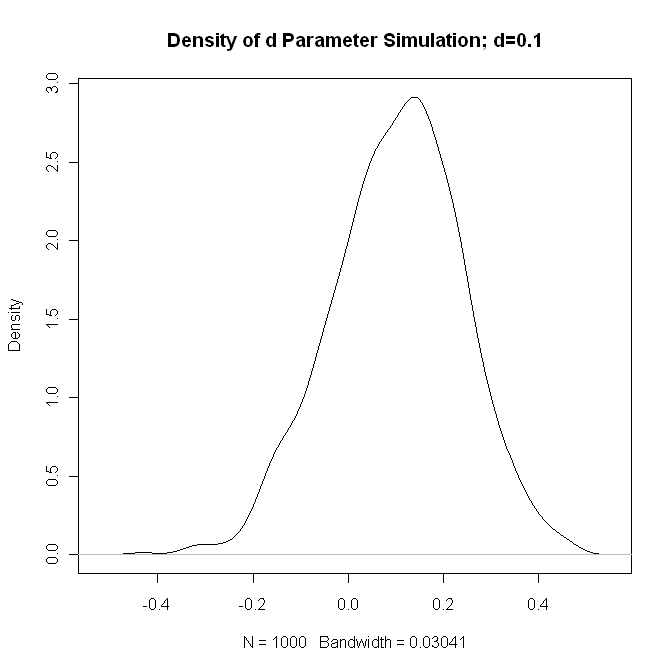 Density of d Parameter Simulation; d=0.1
3.0
2.5
2.0
1.5
1.0
0.5
0.0
Density
-0.4 -0.2 0.0 0.2 0.4
N = 1000 Bandwidth = 0.03041